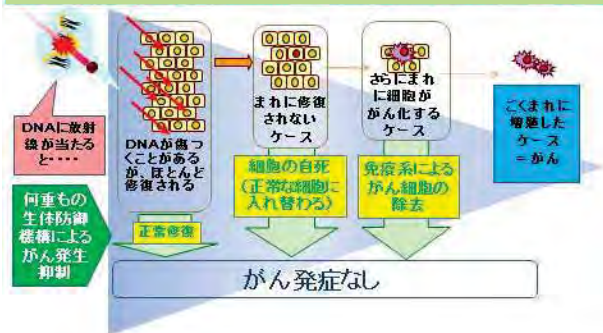 DNAに放射
線が当たる
と････
DNAが傷つ
くことがある
が、ほとんど
修復される
まれに修復
されない
ケース
さらにまれ
に細胞が
がん化する
ケース
ごくまれに
増殖した
ケース
=がん
何重もの
生体防御
機構による
がん発生
抑制
正常修復
細胞の自死
(正常な細胞に
入れ替わる)
免疫系による
がん細胞の
除去
がん発症なし